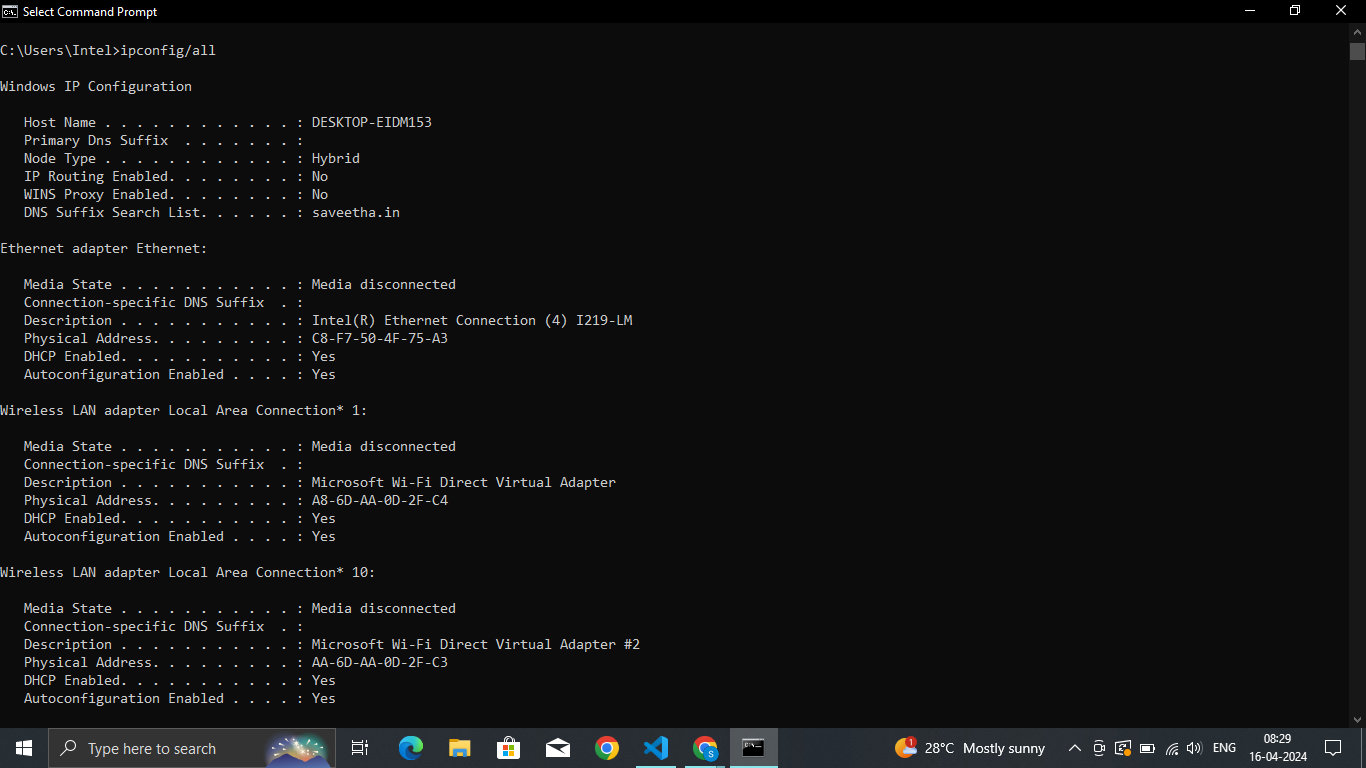 Select Command Prompt
C:\Users\Intel>ipconfig/all
Windows IP Configuration
Host Name . . . . . . . . . . . . : DESKTOP-EIDM153
Primary Dns Suffix  . . . . . . . :
Node Type . . . . . . . . . . . . : Hybrid
IP Routing Enabled. . . . . . . . : No
WINS Proxy Enabled. . . . . . . . : No
DNS Suffix Search List. . . . . . : saveetha.in
Ethernet adapter Ethernet:
Media State . . . . . . . . . . . : Media disconnected
Connection-specific DNS Suffix  . :
Description . . . . . . . . . . . : Intel(R) Ethernet Connection (4) I219-LM
Physical Address. . . . . . . . . : C8-F7-50-4F-75-A3
DHCP Enabled. . . . . . . . . . . : Yes
Autoconfiguration Enabled . . . . : Yes
Wireless LAN adapter Local Area Connection* 1:
Media State . . . . . . . . . . . : Media disconnected
Connection-specific DNS Suffix  . :
Description . . . . . . . . . . . : Microsoft Wi-Fi Direct Virtual Adapter
Physical Address. . . . . . . . . : A8-6D-AA-0D-2F-C4
DHCP Enabled. . . . . . . . . . . : Yes
Autoconfiguration Enabled . . . . : Yes
Wireless LAN adapter Local Area Connection* 10:
Media State . . . . . . . . . . . : Media disconnected
Connection-specific DNS Suffix  . :
Description . . . . . . . . . . . : Microsoft Wi-Fi Direct Virtual Adapter #2
Physical Address. . . . . . . . . : AA-6D-AA-0D-2F-C3
DHCP Enabled. . . . . . . . . . . : Yes
Autoconfiguration Enabled . . . . : Yes
Type here to search
S
1
28°C Mostly sunny
ENG
08:29
16-04-2024